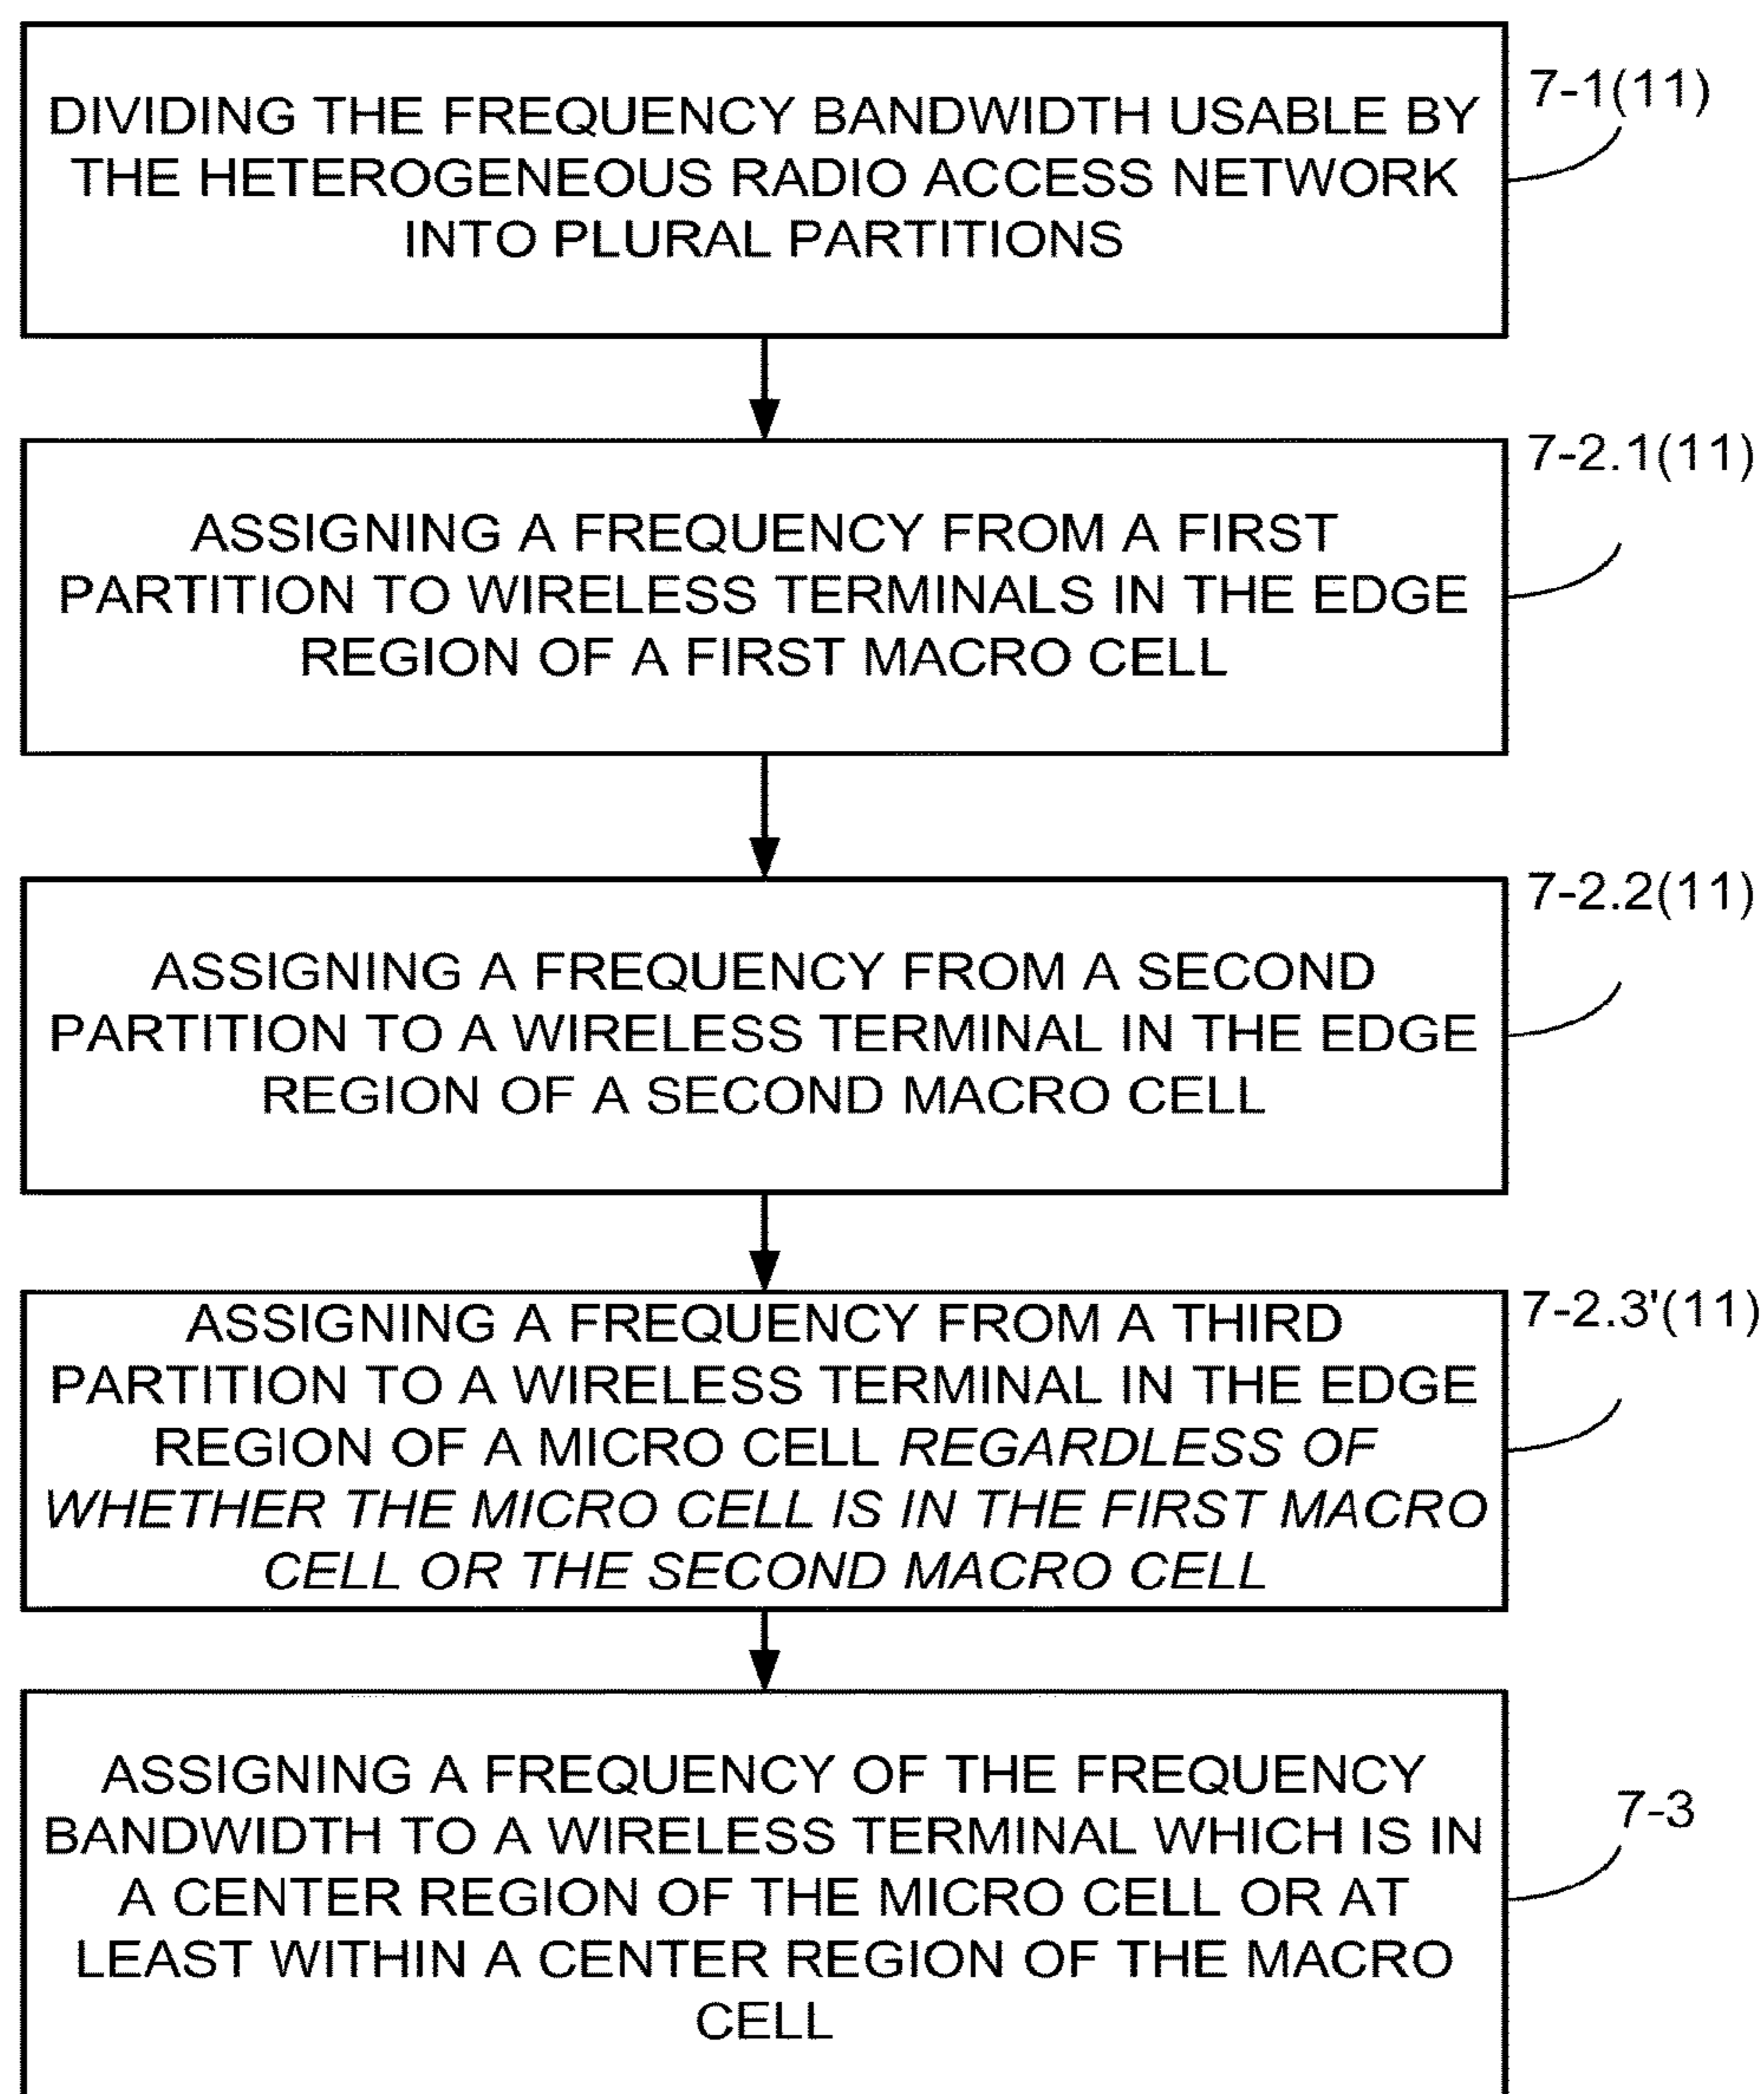 DIVIDING THE FREQUENCY BANDWIDTH USABLE BY
THE HETEROGENEOUS RADIO ACCESS NETWORK
INTO PLURAL PARTITIONS
7-1(11)
ASSIGNING A FREQUENCY FROM A FIRST
PARTITION TO WIRELESS TERMINALS IN THE EDGE
REGION OF A FIRST MACRO CELL
7-2.1(11)
ASSIGNING A FREQUENCY FROM A SECOND
PARTITION TO A WIRELESS TERMINAL IN THE EDGE
REGION OF A SECOND MACRO CELL
7-2.2(11)
ASSIGNING A FREQUENCY FROM A THIRD
PARTITION TO A WIRELESS TERMINAL IN THE EDGE
REGION OF A MICRO CELL REGARDLESS OF
WHETHER THE MICRO CELL IS IN THE FIRST MACRO
CELL OR THE SECOND MACRO CELL
7-2.3'(11)
ASSIGNING A FREQUENCY OF THE FREQUENCY
BANDWIDTH TO A WIRELESS TERMINAL WHICH IS IN
A CENTER REGION OF THE MICRO CELL OR AT
LEAST WITHIN A CENTER REGION OF THE MACRO
CELL
7-3